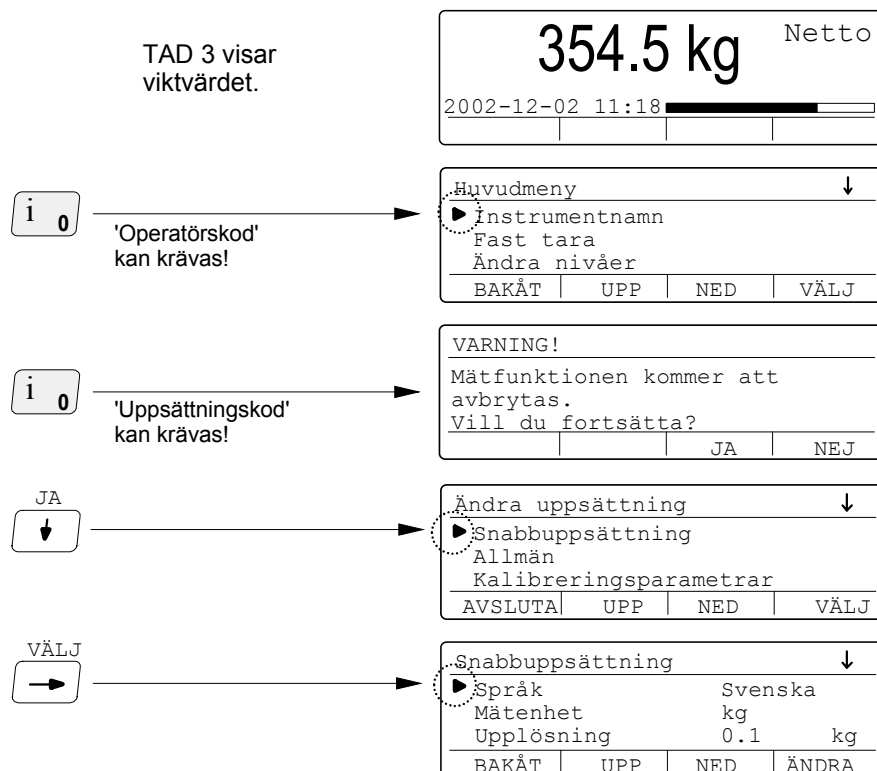 TAD 3 visar
viktvärdet.
354.5 kg Netto
2002-12-02 11:18
i 0
'Operatörskod'
kan krävas!
Huvudmeny ↓
Instrumentnamn
Fast tara
Ändra nivåer
BAKÅT UPP NED VÄLJ
i 0
'Uppsättningskod'
kan krävas!
VARNING!
Mätfunktionen kommer att
avbrytas.
Vill du fortsätta?
JA NEJ
JA
Ändra uppsättning ↓
Snabbuppsättning
Allmän
Kalibreringsparametrar
AVSLUTA UPP NED VÄLJ
VÄLJ
Snabbuppsättning ↓
Språk Svenska
Mätenhet kg
Upplösning 0.1 kg
BAKÅT UPP NED ÄNDRA